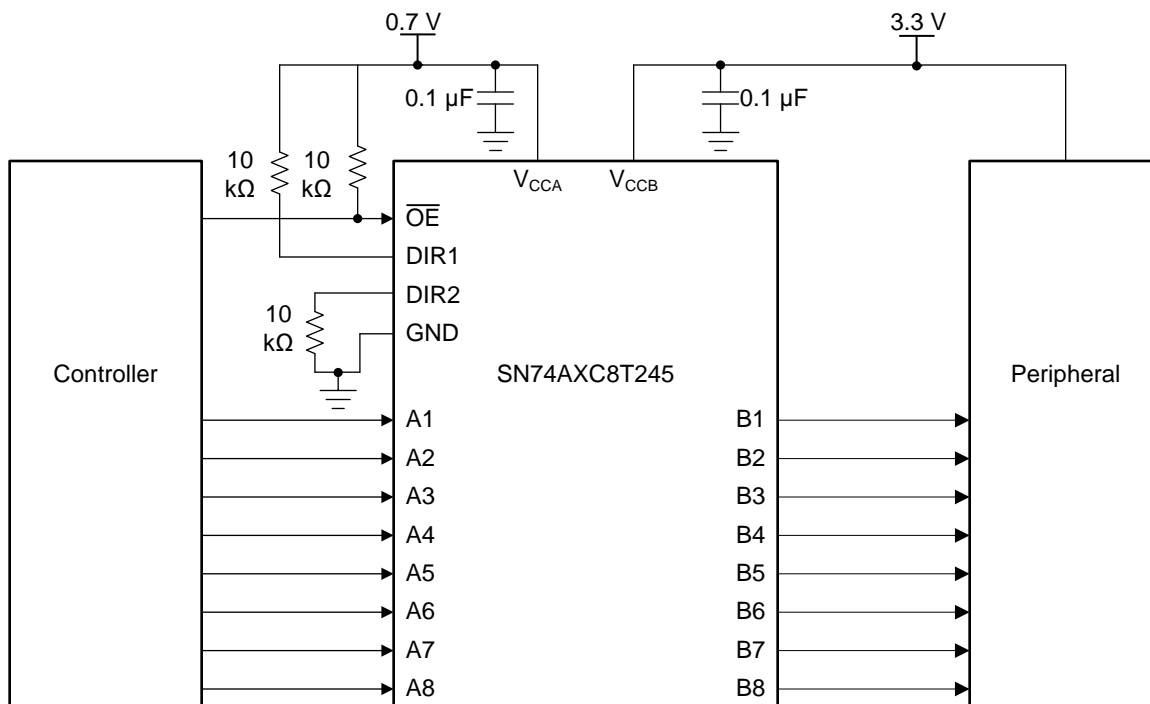 0.7 V
3.3 V
0.1 µF
0.1 µF
10
kΩ
10
kΩ
V_CCA
V_CCB
O̅E̅
DIR1
DIR2
GND
10
kΩ
Controller
SN74AXC8T245
Peripheral
A1
B1
A2
B2
A3
B3
A4
B4
A5
B5
A6
B6
A7
B7
A8
B8